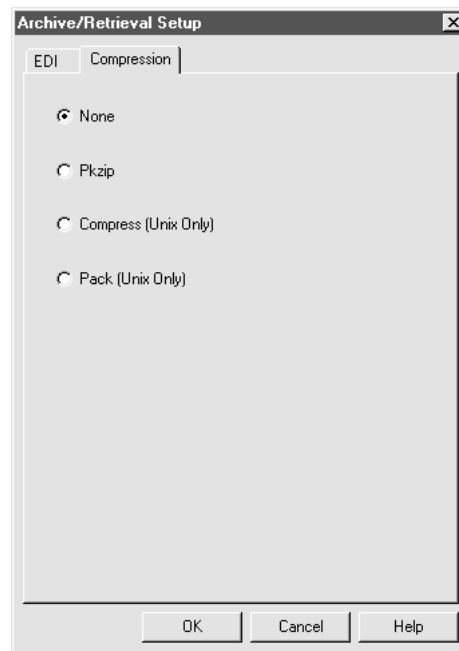 Archive/Retrieval Setup
EDI Compression
None
Pkzip
Compress (Unix Only)
Pack (Unix Only)
OK Cancel Help